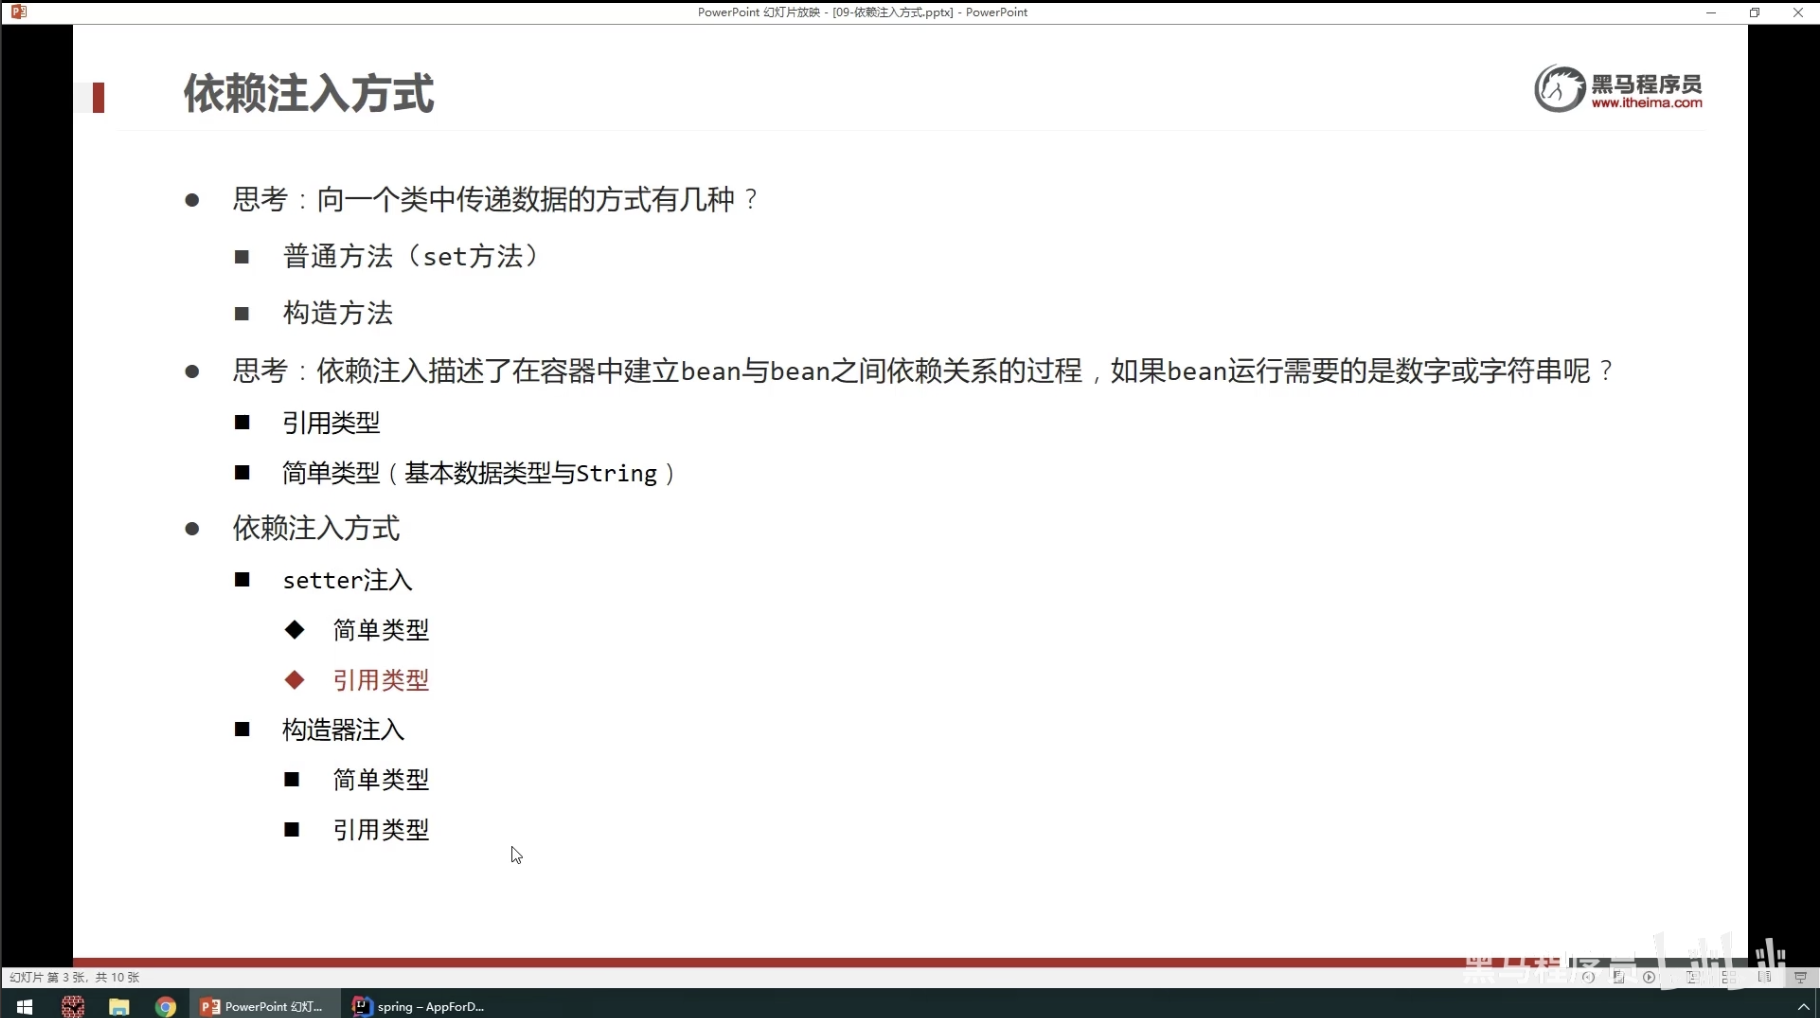 PowerPoint 幻灯片放映 - [09-依赖注入方式.pptx] - PowerPoint
依赖注入方式
黑马程序员
www.itheima.com
思考：向一个类中传递数据的方式有几种？
普通方法（set方法）
构造方法
思考：依赖注入描述了在容器中建立bean与bean之间依赖关系的过程，如果bean运行需要的是数字或字符串呢？
引用类型
简单类型（基本数据类型与String）
依赖注入方式
setter注入
简单类型
引用类型
构造器注入
简单类型
引用类型
黑马程序员
幻灯片 第 3 张，共 10 张
PowerPoint 幻灯...
spring – AppForD...